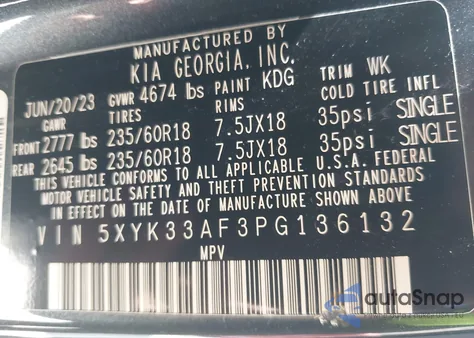 MANUFACTURED BY
KIA GEORGIA, INC.
JUN/20/23 GVWR 4674 lbs PAINT KDG TRIM WK
GAWR TIRES RIMS COLD TIRE INFL
FRONT 2777 lbs 235/60R18 7.5JX18 35psi SINGLE
REAR 2645 lbs 235/60R18 7.5JX18 35psi SINGLE
THIS VEHICLE CONFORMS TO ALL APPLICABLE U.S.A. FEDERAL
MOTOR VEHICLE SAFETY AND THEFT PREVENTION STANDARDS
IN EFFECT ON THE DATE OF MANUFACTURE SHOWN ABOVE
VIN 5XYK33AF3PG136132
MPV
autoSnap